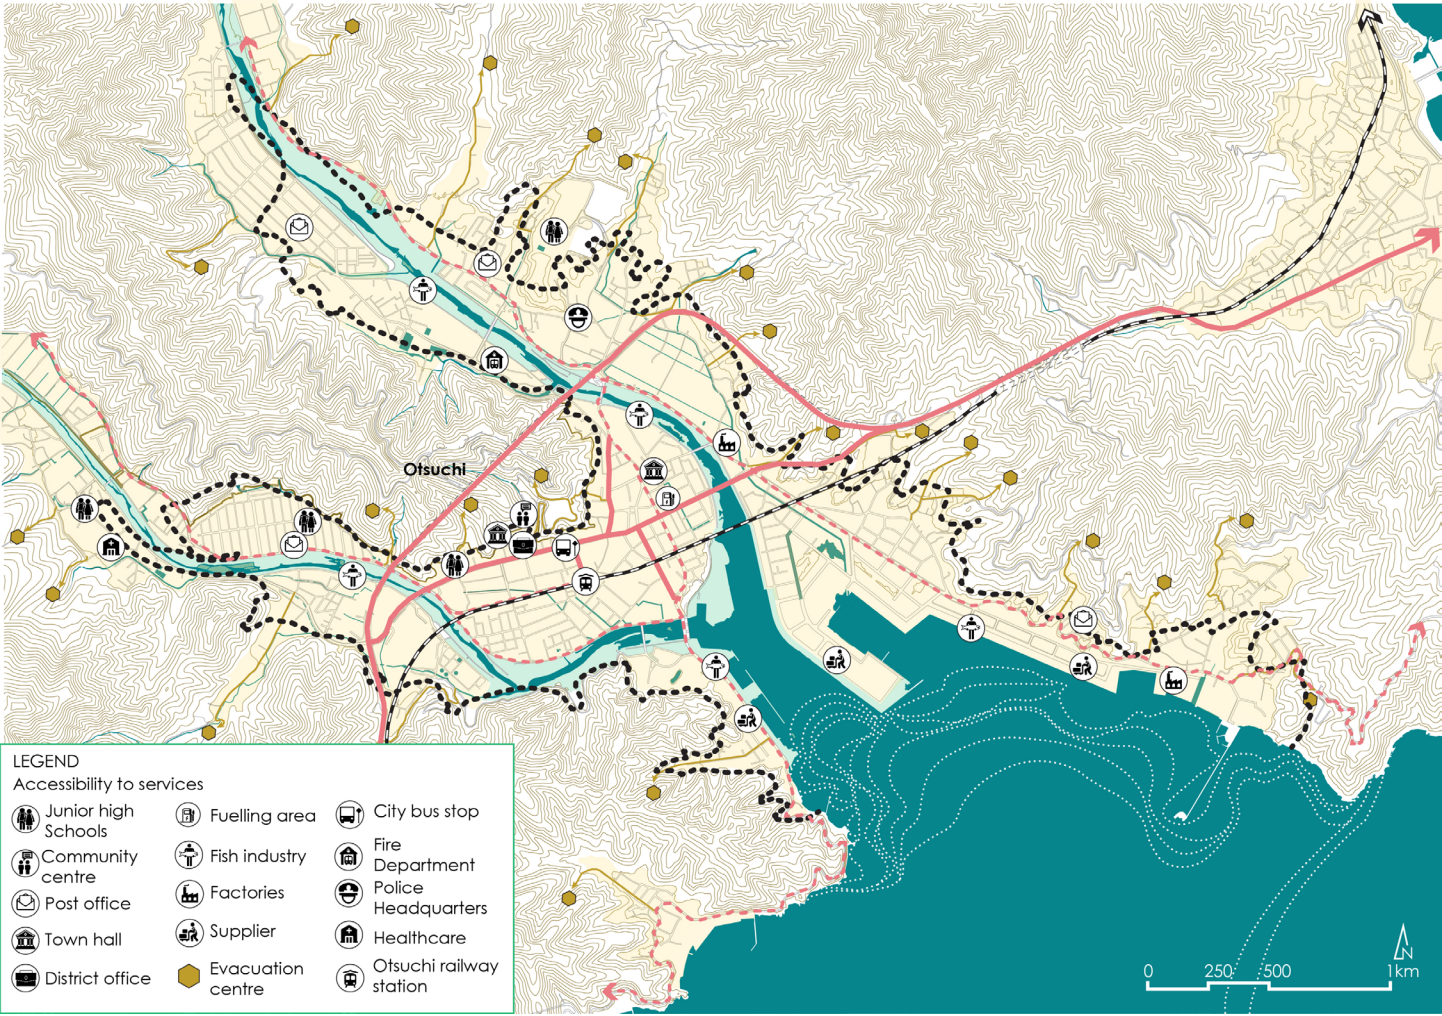 Otsuchi
LEGEND
Accessibility to services
Junior high
Schools
Community
centre
Post office
Town hall
District office
Fuelling area
Fish industry
Factories
Supplier
Evacuation
centre
City bus stop
Fire
Department
Police
Headquarters
Healthcare
Otsuchi railway
station
N
0 250 500 1km